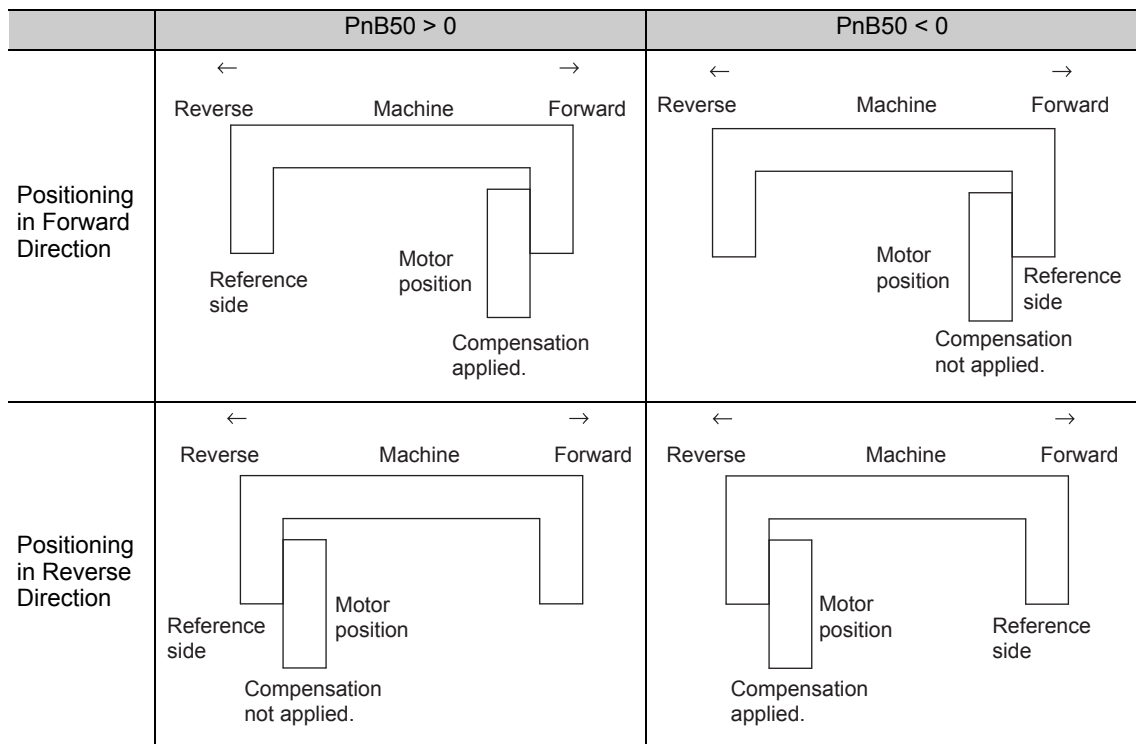 PnB50 > 0
PnB50 < 0
Positioning
in Forward
Direction
← →
Reverse Machine Forward
Motor
position
Reference
side
Compensation
applied.
← →
Reverse Machine Forward
Motor
position
Reference
side
Compensation
not applied.
Positioning
in Reverse
Direction
← →
Reverse Machine Forward
Motor
position
Reference
side
Compensation
not applied.
← →
Reverse Machine Forward
Motor
position
Reference
side
Compensation
applied.